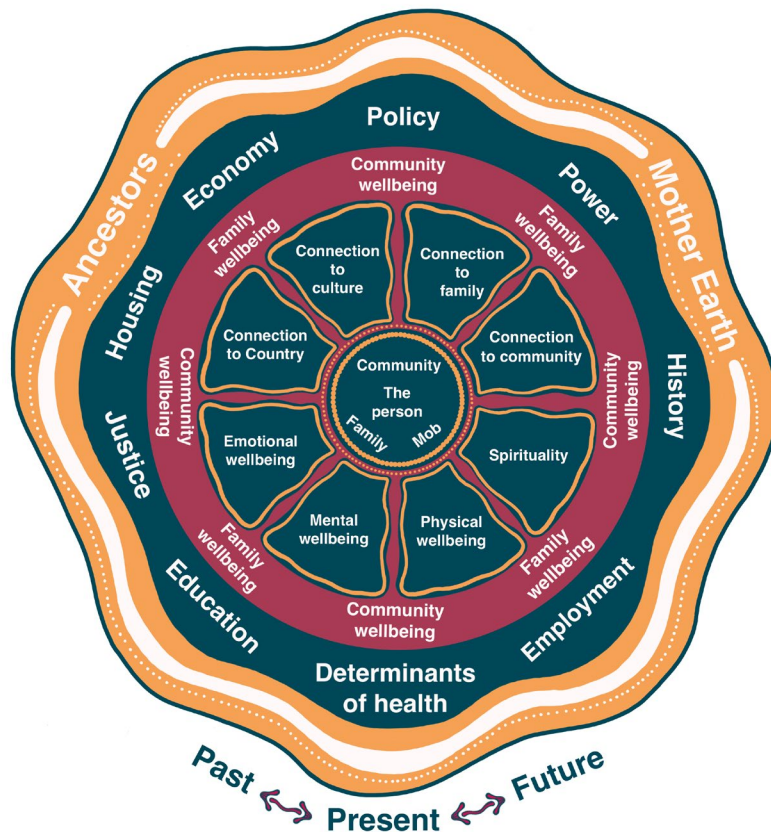 Ancestors
Mother Earth
Policy
Economy
Power
Housing
History
Justice
Education
Employment
Determinants
of health
Community
wellbeing
Family
wellbeing
Family
wellbeing
Community
wellbeing
Community
wellbeing
Family
wellbeing
Family
wellbeing
Community
wellbeing
Connection
to
culture
Connection
to
family
Connection
to Country
Connection
to community
Emotional
wellbeing
Spirituality
Mental
wellbeing
Physical
wellbeing
Community
The
person
Family
Mob
Past
Present
Future